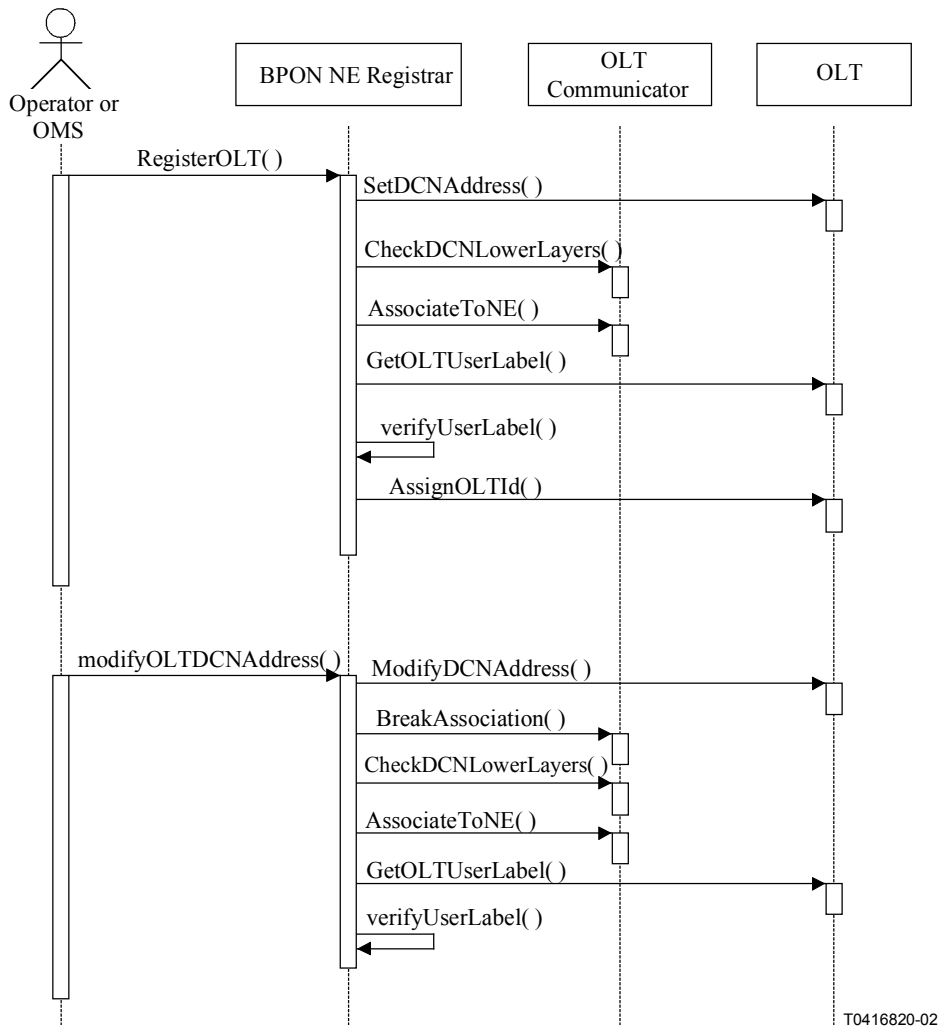 Operator or
OMS
BPON NE Registrar
OLT
Communicator
OLT
RegisterOLT( )
SetDCNAddress( )
CheckDCNLowerLayers( )
AssociateToNE( )
GetOLTUserLabel( )
verifyUserLabel( )
AssignOLTId( )
modifyOLTDCNAddress( )
ModifyDCNAddress( )
BreakAssociation( )
CheckDCNLowerLayers( )
AssociateToNE( )
GetOLTUserLabel( )
verifyUserLabel( )
T0416820-02